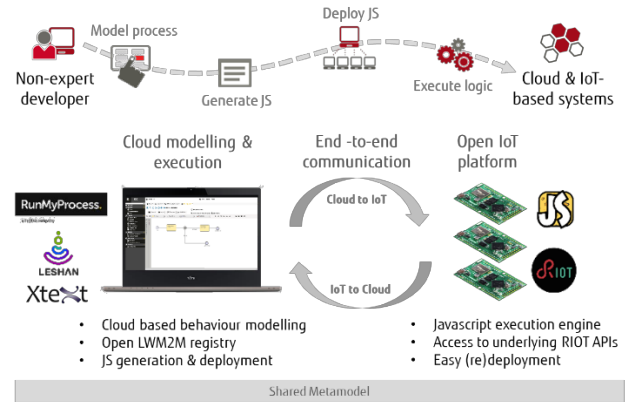 Deploy JS
Model process
Non-expert
developer
Generate JS
Execute logic
Cloud & IoT-
based systems
Cloud modelling &
execution
End -to-end
communication
Open IoT
platform
RunMyProcess.
LESHAN
Xtext
Cloud to IoT
IoT to Cloud
JS
RIOT
• Cloud based behaviour modelling
• Open LWM2M registry
• JS generation & deployment
• Javascript execution engine
• Access to underlying RIOT APIs
• Easy (re)deployment
Shared Metamodel